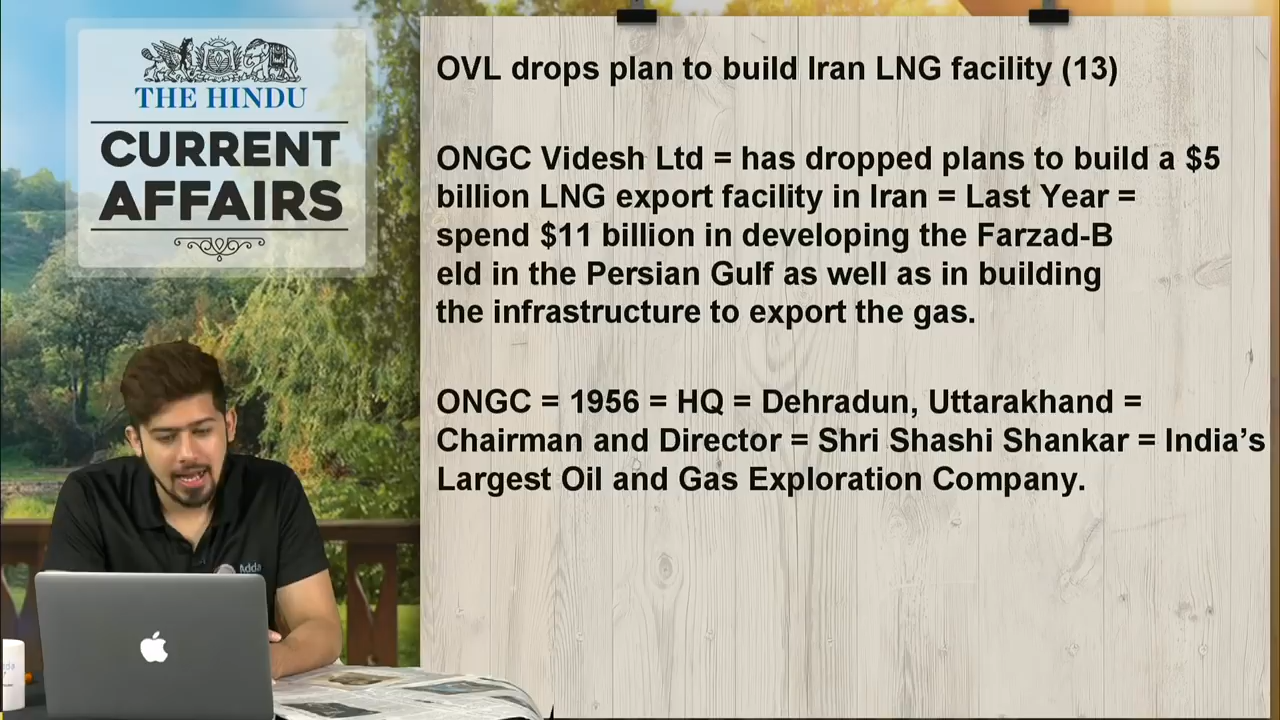 THE HINDU
CURRENT
AFFAIRS
OVL drops plan to build Iran LNG facility (13)
ONGC Videsh Ltd = has dropped plans to build a $5
billion LNG export facility in Iran = Last Year =
spend $11 billion in developing the Farzad-B
eld in the Persian Gulf as well as in building
the infrastructure to export the gas.
ONGC = 1956 = HQ = Dehradun, Uttarakhand =
Chairman and Director = Shri Shashi Shankar = India’s
Largest Oil and Gas Exploration Company.
Adda